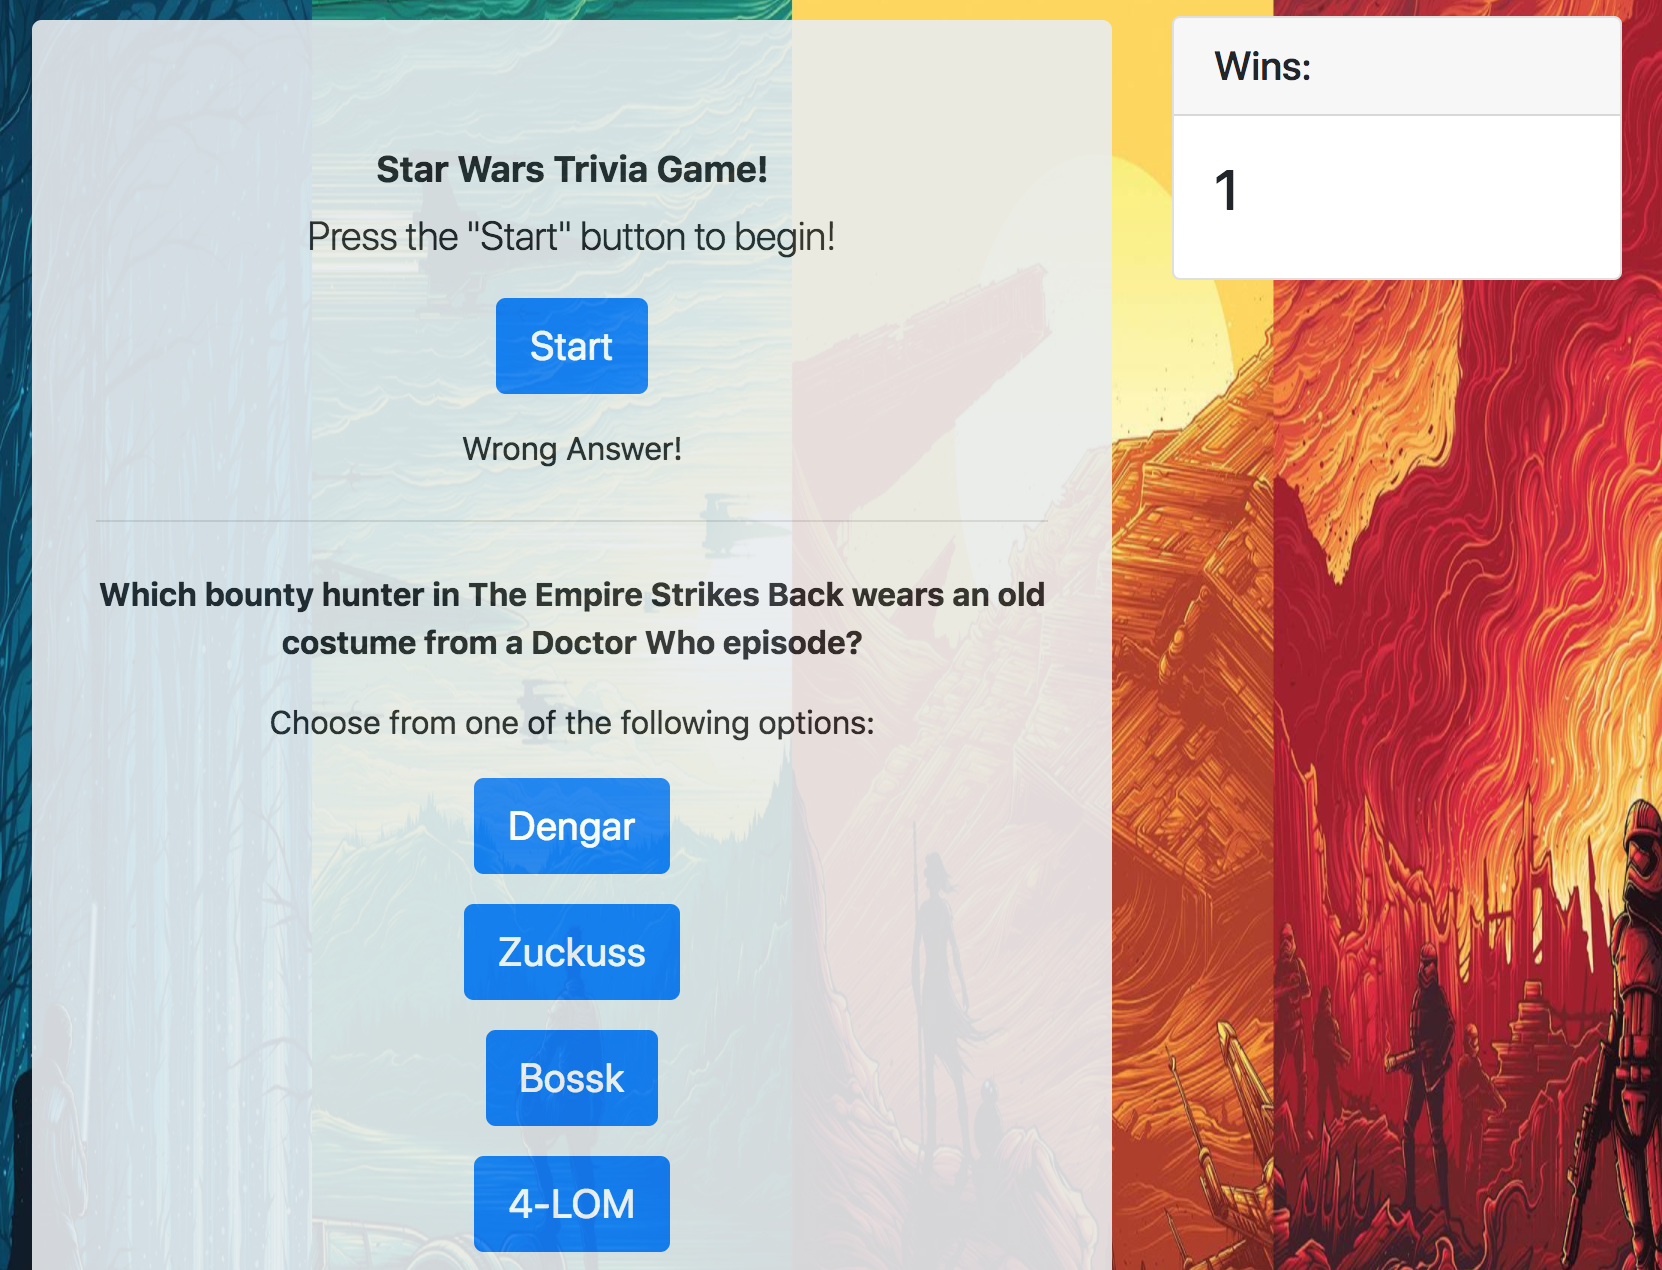 Star Wars Trivia Game!
Press the "Start" button to begin!
Start
Wrong Answer!
Which bounty hunter in The Empire Strikes Back wears an old
costume from a Doctor Who episode?
Choose from one of the following options:
Dengar
Zuckuss
Bossk
4-LOM
Wins:
1